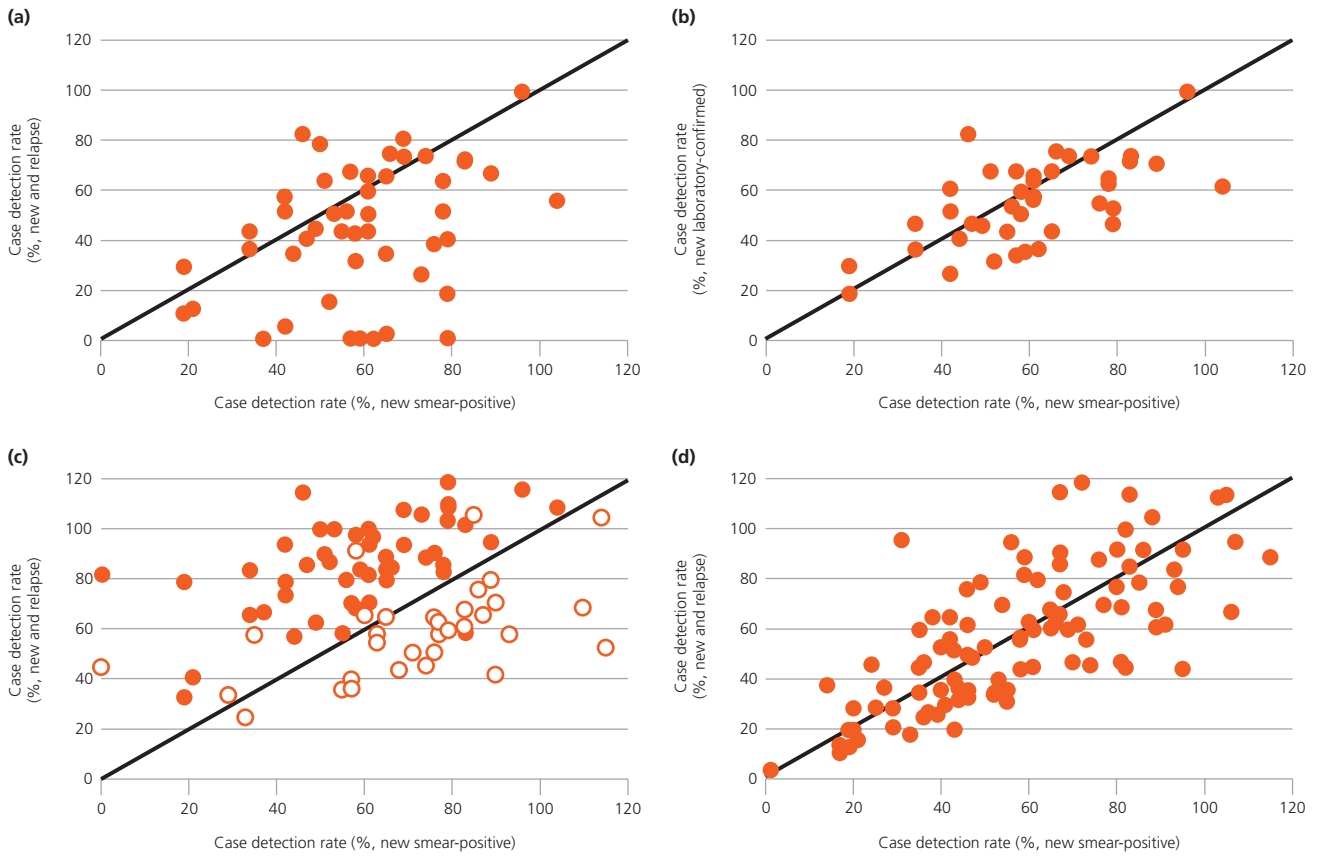 (a)
120
100
80
60
40
20
0
Case detection rate
(%, new and relapse)
0 20 40 60 80 100 120
Case detection rate (%, new smear-positive)
(b)
120
100
80
60
40
20
0
Case detection rate
(%, new laboratory-confirmed)
0 20 40 60 80 100 120
Case detection rate (%, new smear-positive)
(c)
120
100
80
60
40
20
0
Case detection rate
(%, new and relapse)
0 20 40 60 80 100 120
Case detection rate (%, new smear-positive)
(d)
120
100
80
60
40
20
0
Case detection rate
(%, new and relapse)
0 20 40 60 80 100 120
Case detection rate (%, new smear-positive)